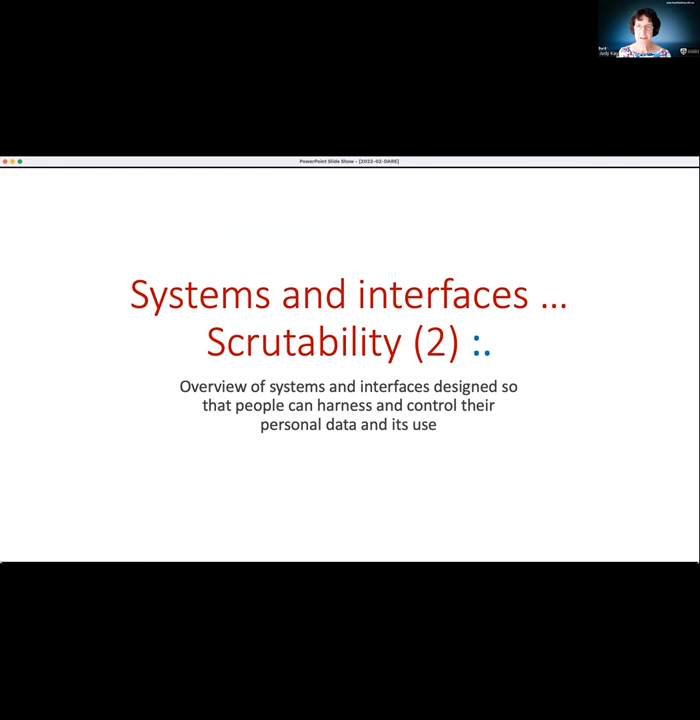 PowerPoint Slide Show - [2022-02-DARE]
Systems and interfaces ...
Scrutability (2) :.
Overview of systems and interfaces designed so
that people can harness and control their
personal data and its use